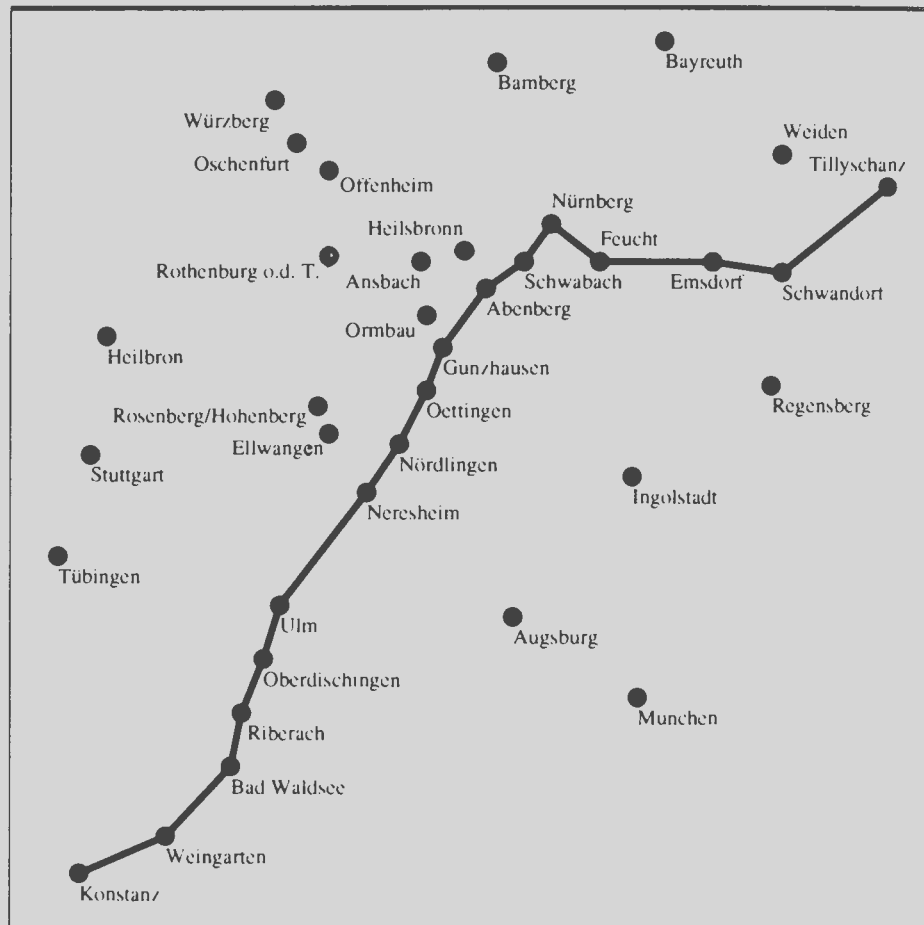 Bayreuth
Bamberg
Würzberg
Oschenfurt
Weiden
Offenheim
Tillyschanz
Nürnberg
Heilsbronn
Feucht
Rothenburg o.d. T.
Ansbach
Schwabach
Emsdorf
Schwandort
Abenberg
Ormbau
Heilbron
Gunzhausen
Rosenberg/Hohenberg
Oettingen
Regensberg
Ellwangen
Nördlingen
Stuttgart
Ingolstadt
Neresheim
Tübingen
Ulm
Augsburg
Oberdischingen
Munchen
Riberach
Bad Waldsee
Weingarten
Konstanz